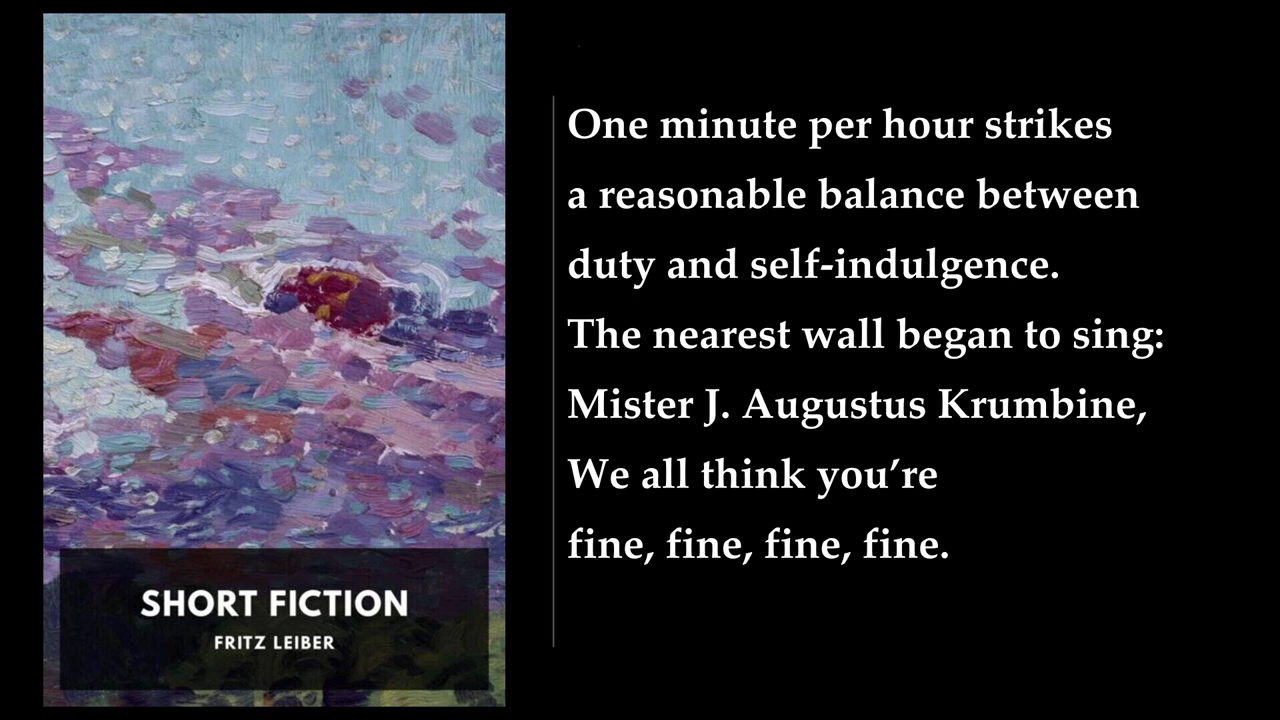 One minute per hour strikes
a reasonable balance between
duty and self-indulgence.
The nearest wall began to sing:
Mister J. Augustus Krumbine,
We all think you’re
fine, fine, fine, fine.
SHORT FICTION
FRITZ LEIBER